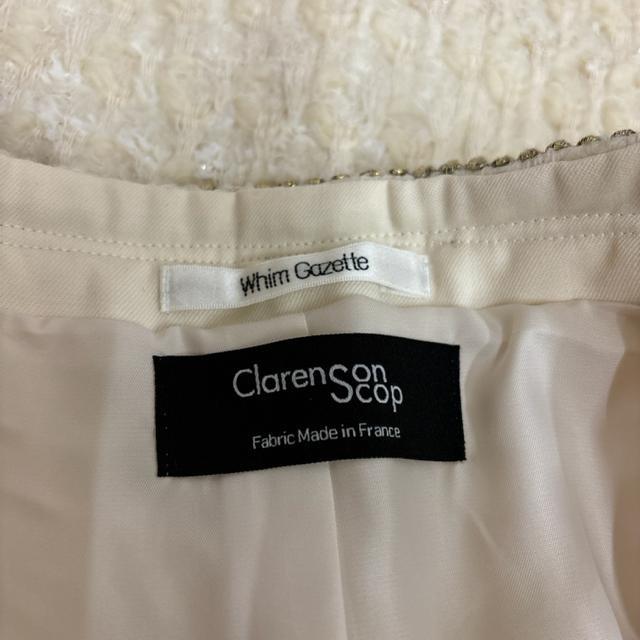 Whim Gazette
ClarenSon
Scop
Fabric Made in France